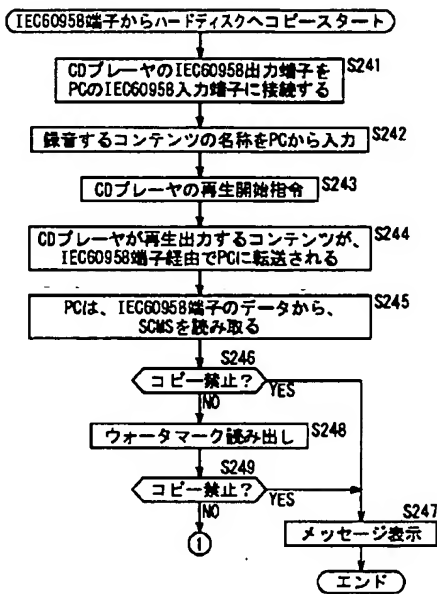 IEC60958端子からハードディスクへコピースタート
S241
CDプレーヤのIEC60958出力端子を
PCのIEC60958入力端子に接続する
S242
録音するコンテンツの名称をPCから入力
S243
CDプレーヤの再生開始指令
S244
CDプレーヤが再生出力するコンテンツが、
IEC60958端子経由でPCに転送される
S245
PCは、IEC60958端子のデータから、
SCMSを読み取る
S246
コピー禁止?
YES
NO
S248
ウォータマーク読み出し
S249
コピー禁止?
YES
NO
①
S247
メッセージ表示
エンド